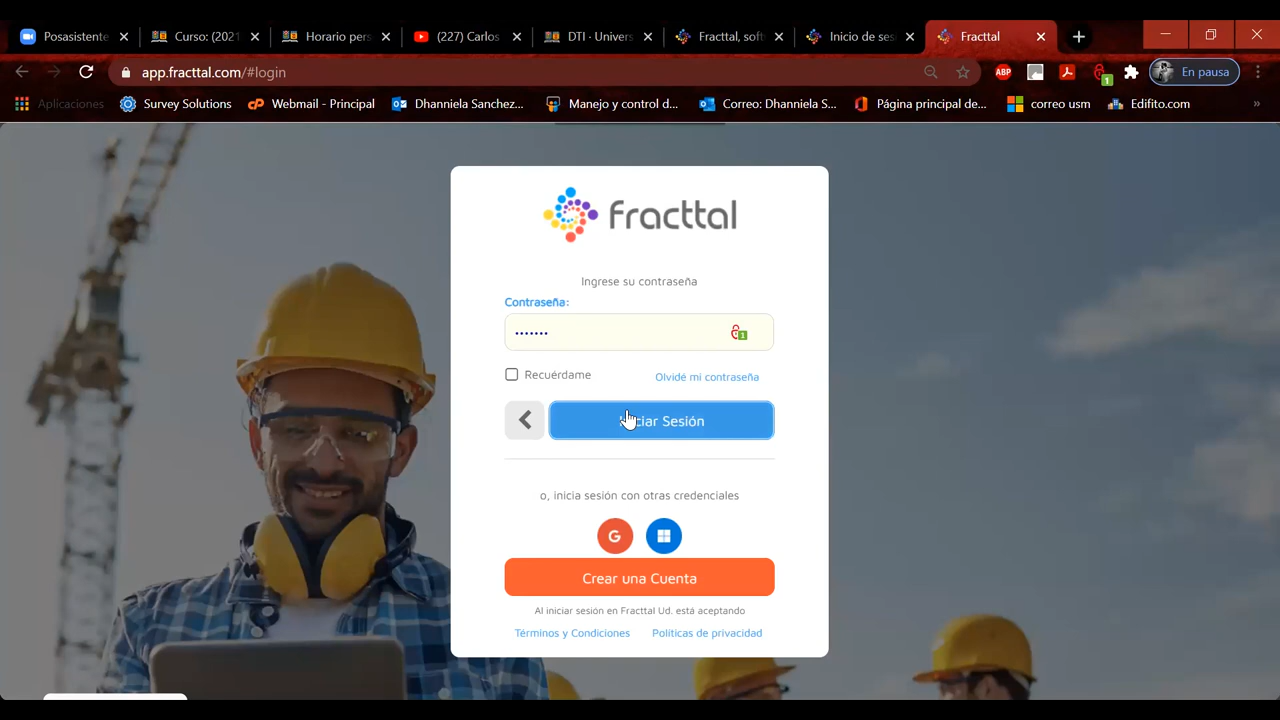 Posasistente
Curso: (2021
Horario pers
(227) Carlos
DTI · Univers
Fracttal, soft
Inicio de ses
Fracttal
app.fracttal.com/#login
ABP
1
En pausa
Aplicaciones
Survey Solutions
Webmail - Principal
Dhanniela Sanchez...
Manejo y control d...
Correo: Dhanniela S...
Página principal de...
correo usm
Edifito.com
»
fracttal
Ingrese su contraseña
Contraseña:
•••••••
1
Recuérdame
Olvidé mi contraseña
ciar Sesión
o, inicia sesión con otras credenciales
G
Crear una Cuenta
Al iniciar sesión en Fracttal Ud. está aceptando
Términos y Condiciones
Políticas de privacidad